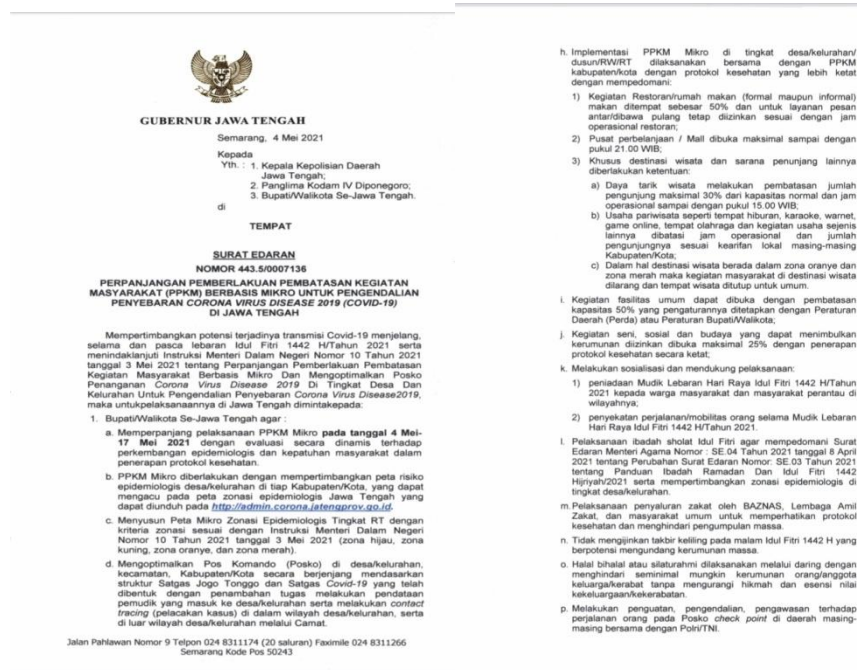 GUBERNUR JAWA TENGAH
Semarang, 4 Mei 2021
Kepada
Yth. : 1. Kepala Kepolisian Daerah
Jawa Tengah;
2. Panglima Kodam IV Diponegoro;
3. Bupati/Walikota Se-Jawa Tengah.
di
TEMPAT
SURAT EDARAN
NOMOR 443.5/0007136
PERPANJANGAN PEMBERLAKUAN PEMBATASAN KEGIATAN
MASYARAKAT (PPKM) BERBASIS MIKRO UNTUK PENGENDALIAN
PENYEBARAN CORONA VIRUS DISEASE 2019 (COVID-19)
DI JAWA TENGAH
Mempertimbangkan potensi terjadinya transmisi Covid-19 menjelang,
selama dan pasca lebaran Idul Fitri 1442 H/Tahun 2021 serta
menindaklanjuti Instruksi Menteri Dalam Negeri Nomor 10 Tahun 2021
tanggal 3 Mei 2021 tentang Perpanjangan Pemberlakuan Pembatasan
Kegiatan Masyarakat Berbasis Mikro Dan Mengoptimalkan Posko
Penanganan Corona Virus Disease 2019 Di Tingkat Desa Dan
Kelurahan Untuk Pengendalian Penyebaran Corona Virus Disease2019,
maka untukpelaksanaannya di Jawa Tengah dimintakepada:
1. Bupati/Walikota Se-Jawa Tengah agar :
a. Memperpanjang pelaksanaan PPKM Mikro pada tanggal 4 Mei-
17 Mei 2021 dengan evaluasi secara dinamis terhadap
perkembangan epidemiologis dan kepatuhan masyarakat dalam
penerapan protokol kesehatan.
b. PPKM Mikro diberlakukan dengan mempertimbangkan peta risiko
epidemiologis desa/kelurahan di tiap Kabupaten/Kota, yang dapat
mengacu pada peta zonasi epidemiologis Jawa Tengah yang
dapat diunduh pada http://admin.corona.jatengprov.go.id.
c. Menyusun Peta Mikro Zonasi Epidemiologis Tingkat RT dengan
kriteria zonasi sesuai dengan Instruksi Menteri Dalam Negeri
Nomor 10 Tahun 2021 tanggal 3 Mei 2021 (zona hijau, zona
kuning, zona oranye, dan zona merah).
d. Mengoptimalkan Pos Komando (Posko) di desa/kelurahan,
kecamatan, Kabupaten/Kota secara berjenjang mendasarkan
struktur Satgas Jogo Tonggo dan Satgas Covid-19 yang telah
dibentuk dengan penambahan tugas melakukan pendataan
pemudik yang masuk ke desa/kelurahan serta melakukan contact
tracing (pelacakan kasus) di dalam wilayah desa/kelurahan, serta
di luar wilayah desa/kelurahan melalui Camat.
Jalan Pahlawan Nomor 9 Telpon 024 8311174 (20 saluran) Faximile 024 8311266
Semarang Kode Pos 50243
h. Implementasi PPKM Mikro di tingkat desa/kelurahan/
dusun/RW/RT dilaksanakan bersama dengan PPKM
kabupaten/kota dengan protokol kesehatan yang lebih ketat
dengan mempedomani:
1) Kegiatan Restoran/rumah makan (formal maupun informal)
makan ditempat sebesar 50% dan untuk layanan pesan
antar/dibawa pulang tetap diizinkan sesuai dengan jam
operasional restoran;
2) Pusat perbelanjaan / Mall dibuka maksimal sampai dengan
pukul 21.00 WIB;
3) Khusus destinasi wisata dan sarana penunjang lainnya
diberlakukan ketentuan:
a) Daya tarik wisata melakukan pembatasan jumlah
pengunjung maksimal 30% dari kapasitas normal dan jam
operasional sampai dengan pukul 15.00 WIB;
b) Usaha pariwisata seperti tempat hiburan, karaoke, warnet,
game online, tempat olahraga dan kegiatan usaha sejenis
lainnya dibatasi jam operasional dan jumlah
pengunjungnya sesuai kearifan lokal masing-masing
Kabupaten/Kota;
c) Dalam hal destinasi wisata berada dalam zona oranye dan
zona merah maka kegiatan masyarakat di destinasi wisata
dilarang dan tempat wisata ditutup untuk umum.
i. Kegiatan fasilitas umum dapat dibuka dengan pembatasan
kapasitas 50% yang pengaturannya ditetapkan dengan Peraturan
Daerah (Perda) atau Peraturan Bupati/Walikota;
j. Kegiatan seni, sosial dan budaya yang dapat menimbulkan
kerumunan diizinkan dibuka maksimal 25% dengan penerapan
protokol kesehatan secara ketat;
k. Melakukan sosialisasi dan mendukung pelaksanaan:
1) peniadaan Mudik Lebaran Hari Raya Idul Fitri 1442 H/Tahun
2021 kepada warga masyarakat dan masyarakat perantau di
wilayahnya;
2) penyekatan perjalanan/mobilitas orang selama Mudik Lebaran
Hari Raya Idul Fitri 1442 H/Tahun 2021.
l. Pelaksanaan ibadah sholat Idul Fitri agar mempedomani Surat
Edaran Menteri Agama Nomor : SE.04 Tahun 2021 tanggal 8 April
2021 tentang Perubahan Surat Edaran Nomor: SE.03 Tahun 2021
tentang Panduan Ibadah Ramadan Dan Idul Fitri 1442
Hijriyah/2021 serta mempertimbangkan zonasi epidemiologis di
tingkat desa/kelurahan.
m. Pelaksanaan penyaluran zakat oleh BAZNAS, Lembaga Amil
Zakat, dan masyarakat umum untuk memperhatikan protokol
kesehatan dan menghindari pengumpulan massa.
n. Tidak mengijinkan takbir keliling pada malam Idul Fitri 1442 H yang
berpotensi mengundang kerumunan massa.
o. Halal bihalal atau silaturahmi dilaksanakan melalui daring dengan
menghindari seminimal mungkin kerumunan orang/anggota
keluarga/kerabat tanpa mengurangi hikmah dan esensi nilai
kekeluargaan/kekerabatan.
p. Melakukan penguatan, pengendalian, pengawasan terhadap
perjalanan orang pada Posko check point di daerah masing-
masing bersama dengan Polri/TNI.